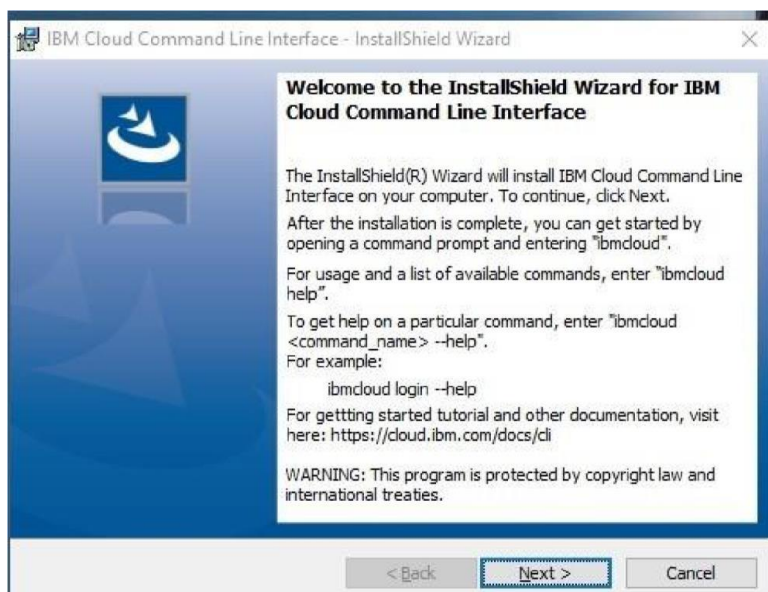 IBM Cloud Command Line Interface - InstallShield Wizard
Welcome to the InstallShield Wizard for IBM
Cloud Command Line Interface
The InstallShield(R) Wizard will install IBM Cloud Command Line
Interface on your computer. To continue, click Next.
After the installation is complete, you can get started by
opening a command prompt and entering "ibmcloud".
For usage and a list of available commands, enter "ibmcloud
help".
To get help on a particular command, enter "ibmcloud
<command_name> --help".
For example:
ibmcloud login --help
For gettting started tutorial and other documentation, visit
here: https://cloud.ibm.com/docs/cli
WARNING: This program is protected by copyright law and
international treaties.
< Back
Next >
Cancel